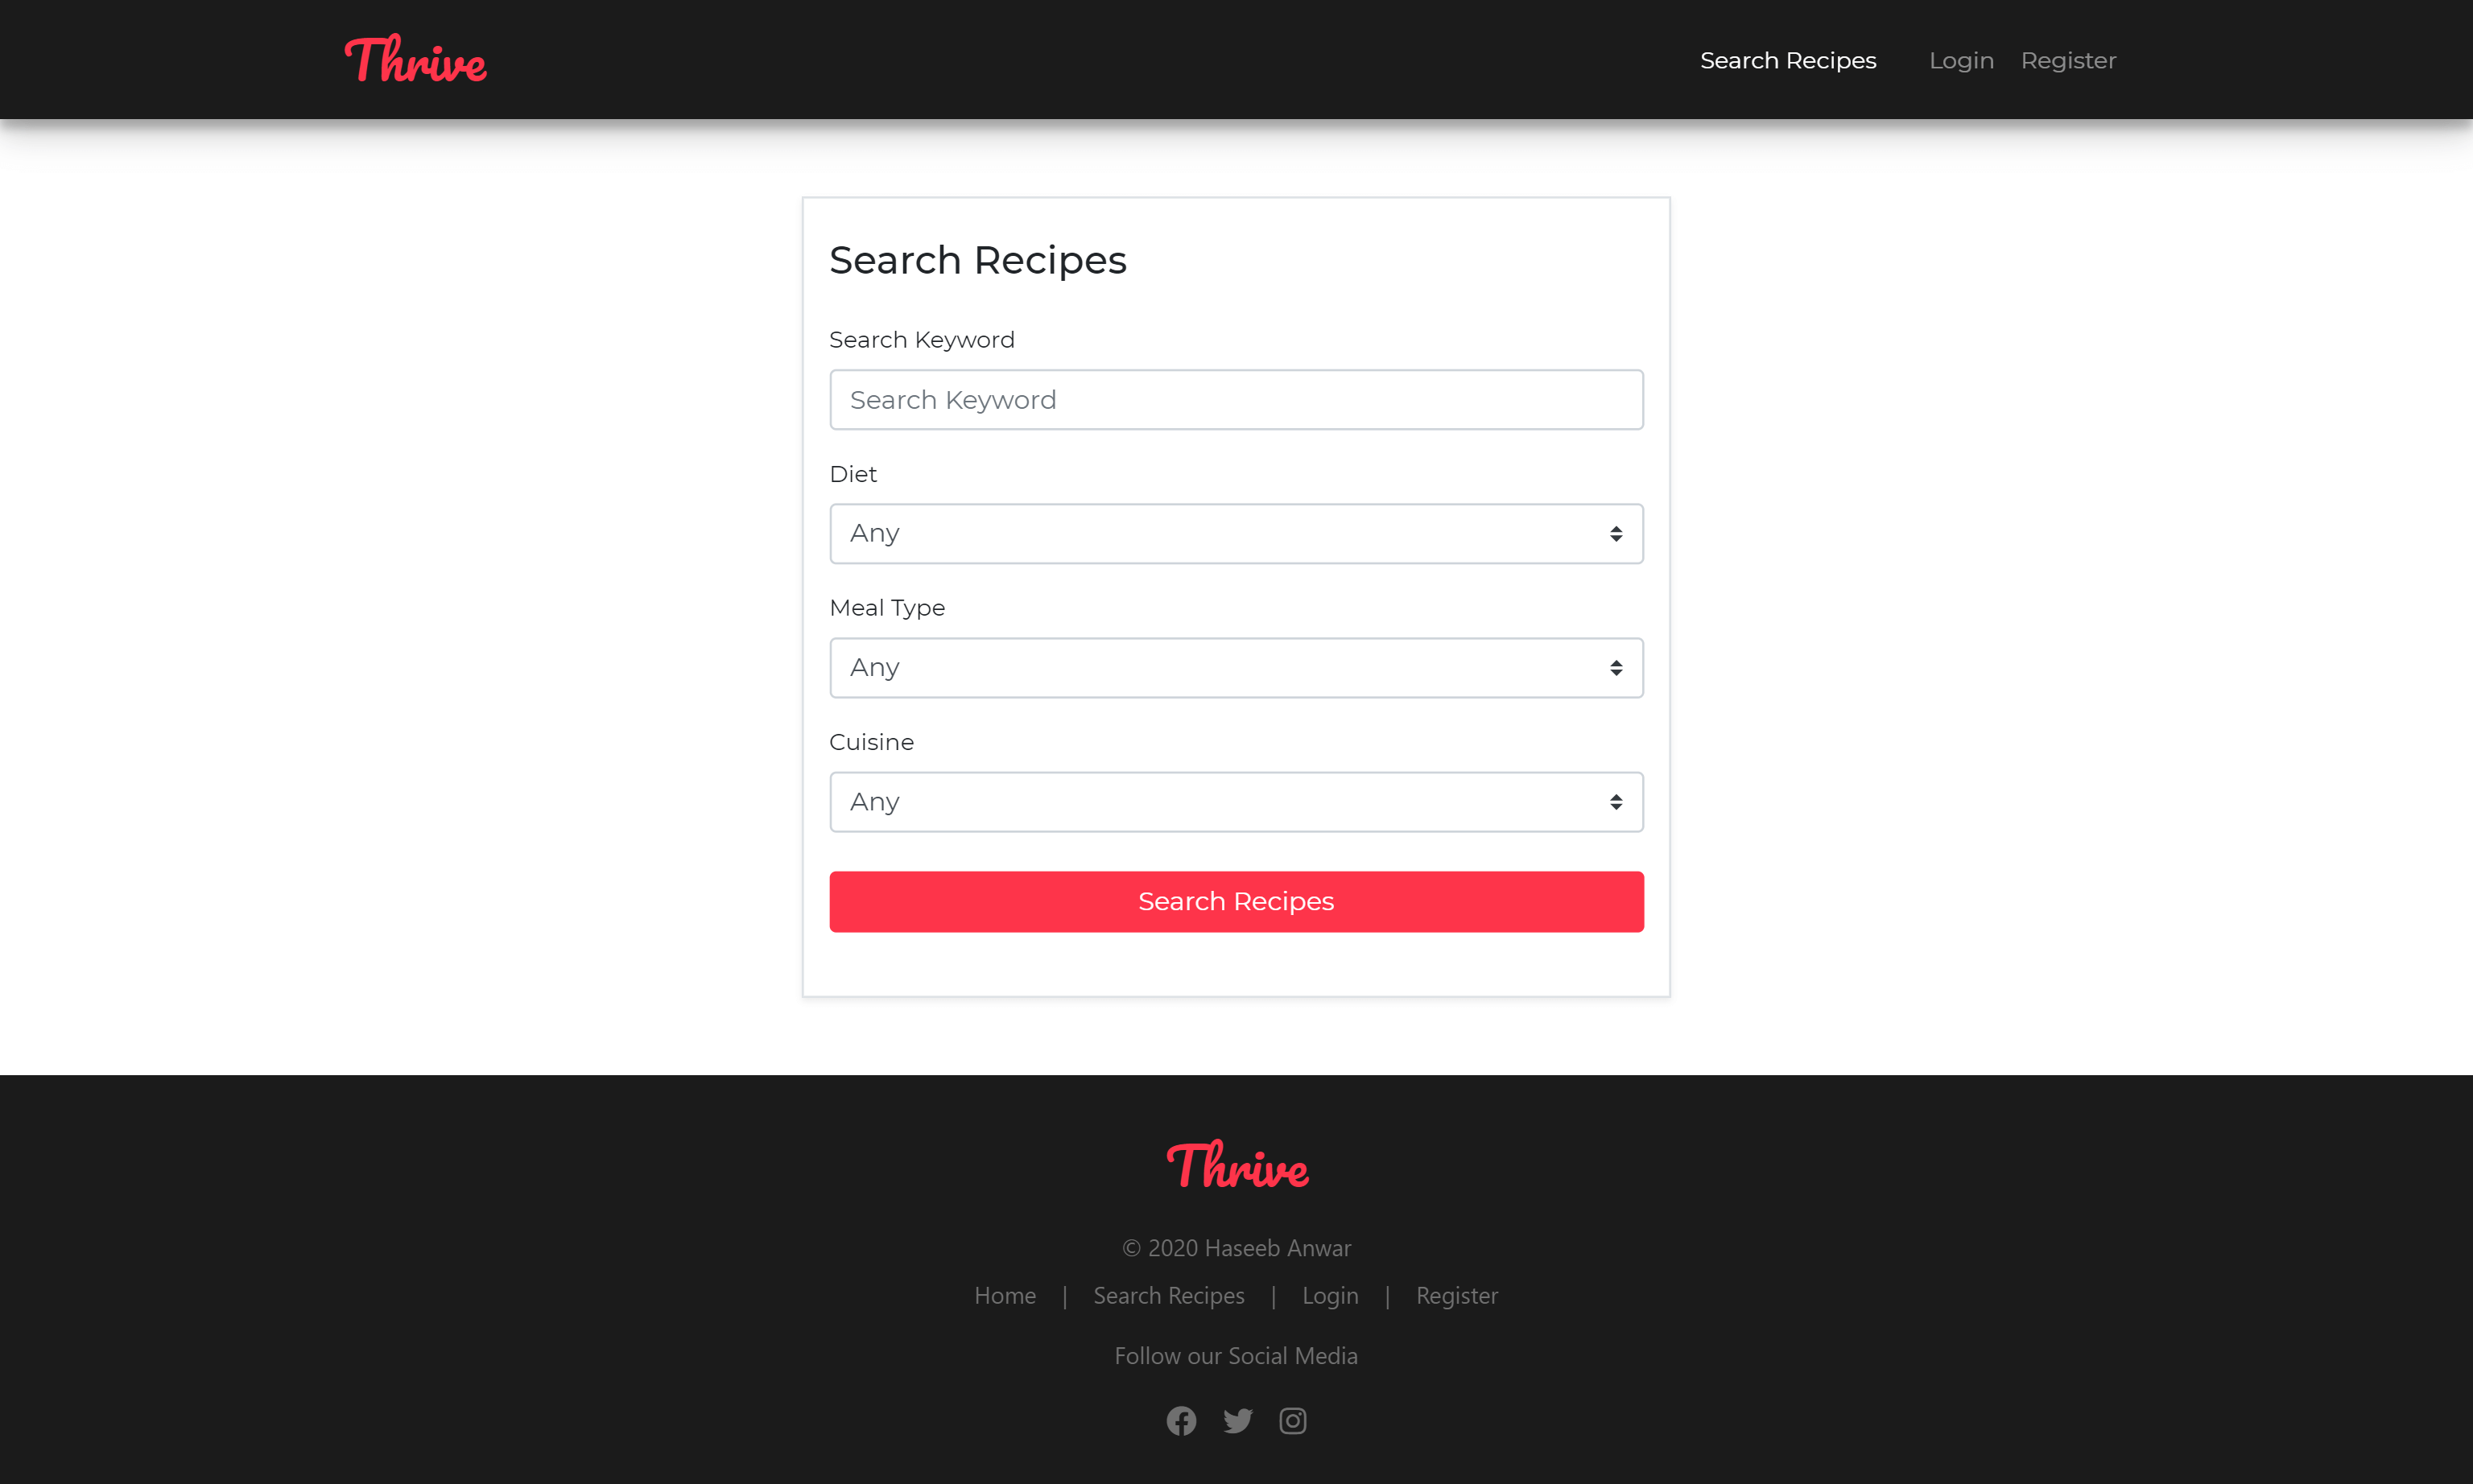 Thrive
Search Recipes Login Register
Search Recipes
Search Keyword
Search Keyword
Diet
Any
Meal Type
Any
Cuisine
Any
Search Recipes
Thrive
© 2020 Haseeb Anwar
Home | Search Recipes | Login | Register
Follow our Social Media